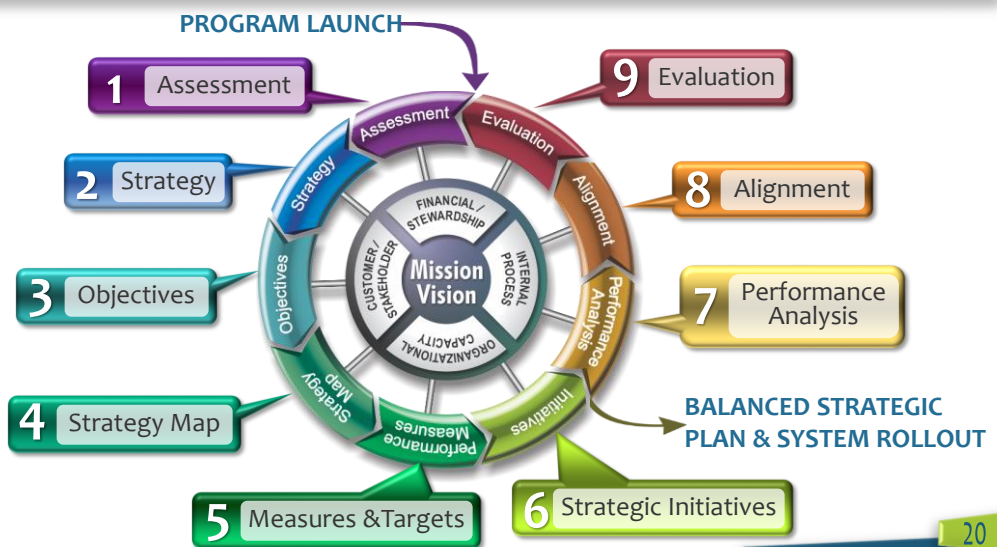 PROGRAM LAUNCH
1 Assessment
9 Evaluation
2 Strategy
8 Alignment
3 Objectives
7 Performance
Analysis
4 Strategy Map
BALANCED STRATEGIC
PLAN & SYSTEM ROLLOUT
5 Measures &Targets
6 Strategic Initiatives
Assessment
Evaluation
Strategy
Alignment
Objectives
Performance
Analysis
Strategy
Map
Performance
Measures
Initiatives
FINANCIAL/
STEWARDSHIP
CUSTOMER/
STAKEHOLDER
Mission
Vision
INTERNAL
PROCESS
ORGANIZATIONAL
CAPACITY
20